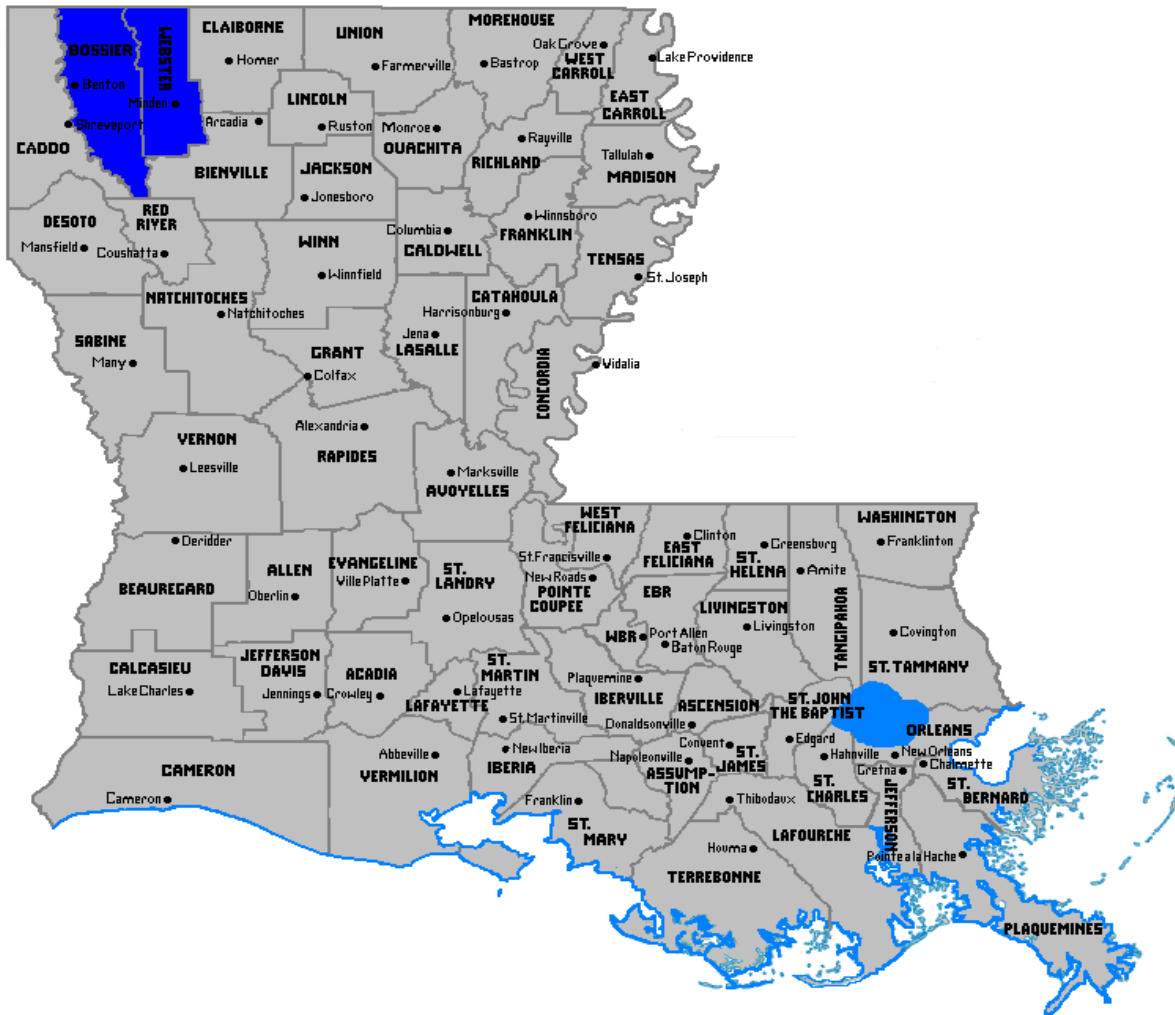 MOREHOUSE
CLAIBORNE
UNION
WEBSTER
BOSSIER
Oak Grove
WEST
CARROLL
Lake Providence
Homer
Farmerville
Bastrop
Benton
Minden
LINCOLN
EAST
CARROLL
Shreveport
Arcadia
Ruston
Monroe
Rayville
CADDO
OUACHITA
RICHLAND
Tallulah
MADISON
BIENVILLE
JACKSON
Jonesboro
DESOTO
RED
RIVER
Winnsboro
FRANKLIN
Columbia
CALDWELL
WINN
Mansfield
Coushatta
TENSAS
St. Joseph
Winnfield
NATCHITOCHES
Natchitoches
CATAHOULA
Harrisonburg
SABINE
Many
GRANT
Colfax
Jena
LASALLE
CONCORDIA
Vidalia
VERNON
Leesville
Alexandria
RAPIDES
Marksville
AVOYELLES
WEST
FELICIANA
WASHINGTON
Franklinton
Deridder
Clinton
EAST
FELICIANA
Greensburg
ST.
HELENA
St. Francisville
Amite
BEAUREGARD
ALLEN
Oberlin
EVANGELINE
Ville Platte
ST.
LANDRY
New Roads
POINTE
COUPEE
EBR
LIVINGSTON
Livingston
TANGIPAHOA
Opelousas
WBR
Port Allen
Baton Rouge
Covington
ST. TAMMANY
CALCASIEU
Lake Charles
JEFFERSON
DAVIS
Jennings
ACADIA
Crowley
ST.
MARTIN
Lafayette
LAFAYETTE
St. Martinville
Plaquemine
IBERVILLE
ASCENSION
Donaldsonville
ST. JOHN
THE BAPTIST
ORLEANS
Edgard
Hahnville
New Orleans
Chalmette
CAMERON
Cameron
Abbeville
VERMILION
New Iberia
IBERIA
Convent
Napoleonville
ASSUMP-
TION
ST.
JAMES
Gretna
ST.
CHARLES
JEFFERSON
ST.
BERNARD
Franklin
ST.
MARY
Thibodaux
LAFOURCHE
Houma
TERREBONNE
Pointe a la Hache
PLAQUEMINES